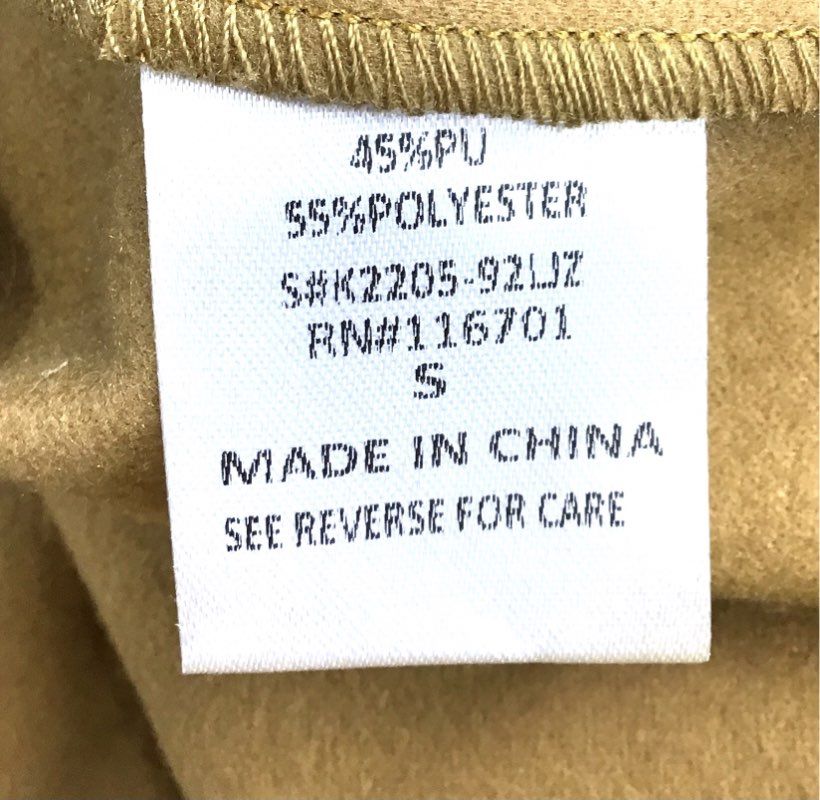 45%PU
55%POLYESTER
S#K2205-92LJZ
RN#116701
S
MADE IN CHINA
SEE REVERSE FOR CARE